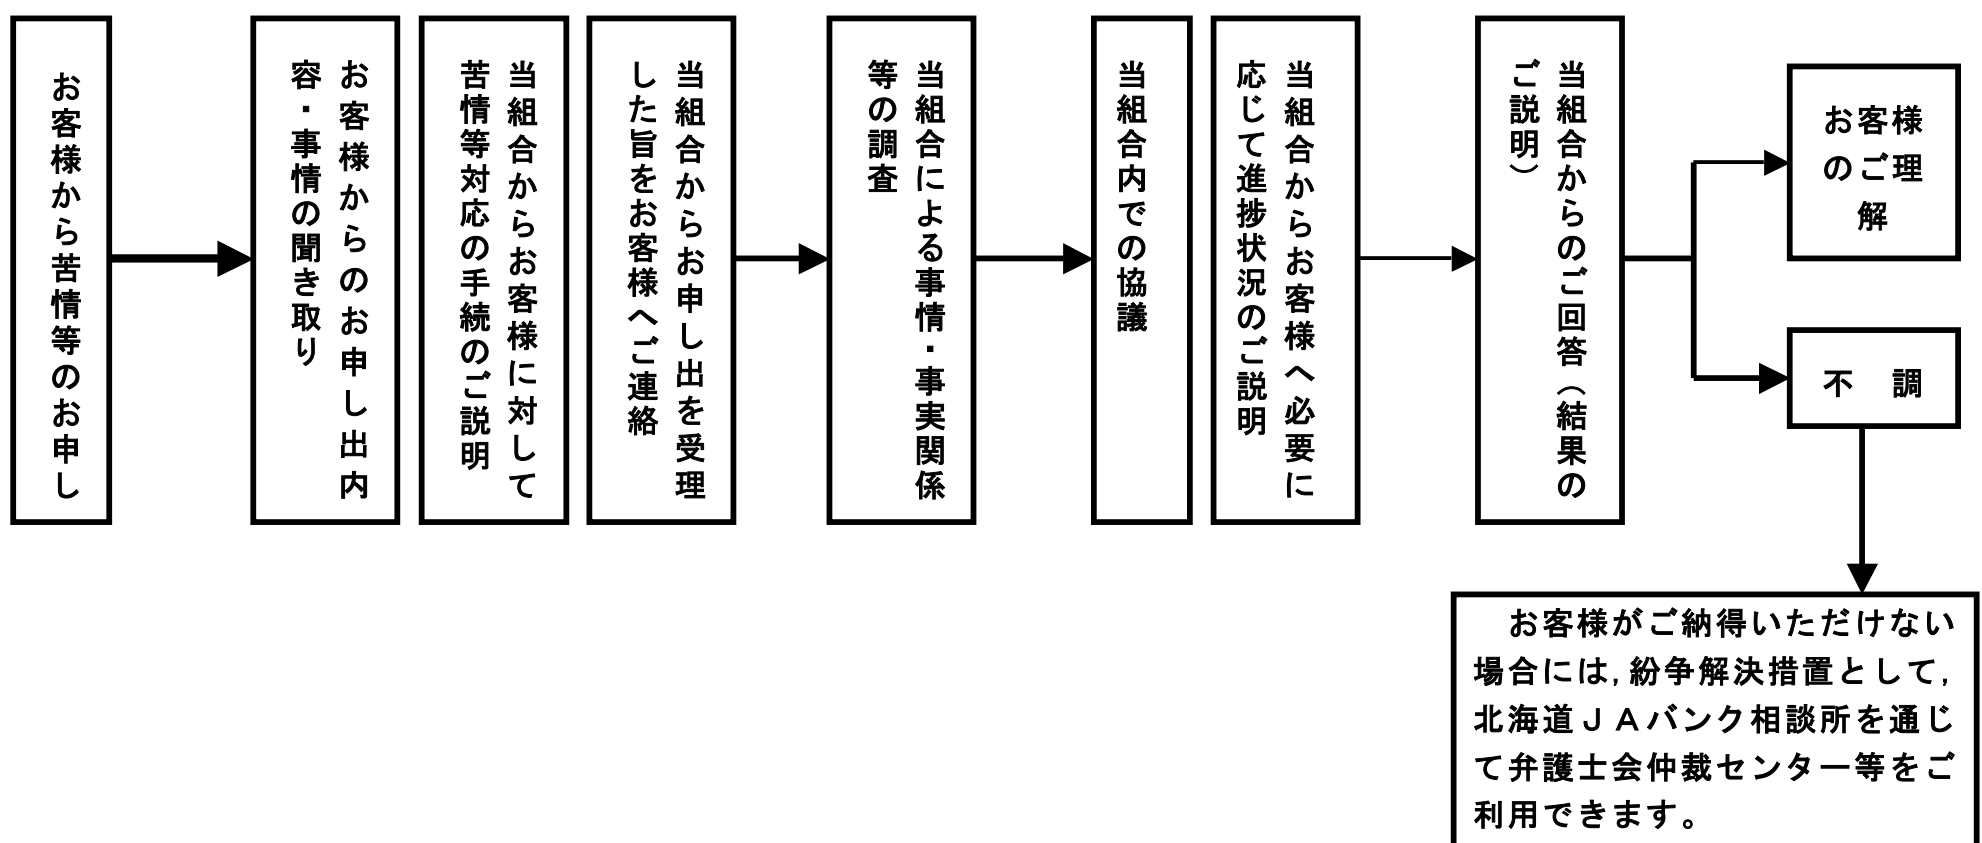 お客様から苦情等のお申し
お客様からのお申し出内
容・事情の聞き取り
当組合からお客様に対して
苦情等対応の手続のご説明
当組合からお申し出を受理
した旨をお客様へご連絡
当組合による事情・事実関係
等の調査
当組合内での協議
当組合からお客様へ必要に
応じて進捗状況のご説明
当組合からのご回答（結果の
ご説明）
お客様
のご理
解
不　調
お客様がご納得いただけない
場合には,紛争解決措置として,
北海道ＪＡバンク相談所を通じ
て弁護士会仲裁センター等をご
利用できます。